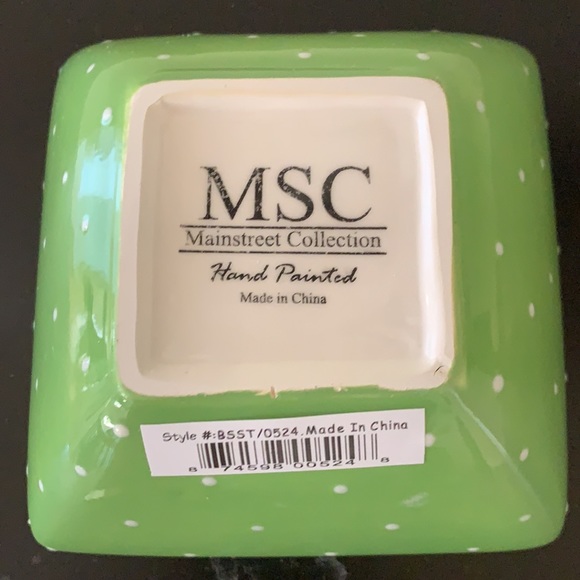 MSC
Mainstreet Collection
Hand Painted
Made in China
Style #:BSST/0524.Made In China
8 74598 00524 8